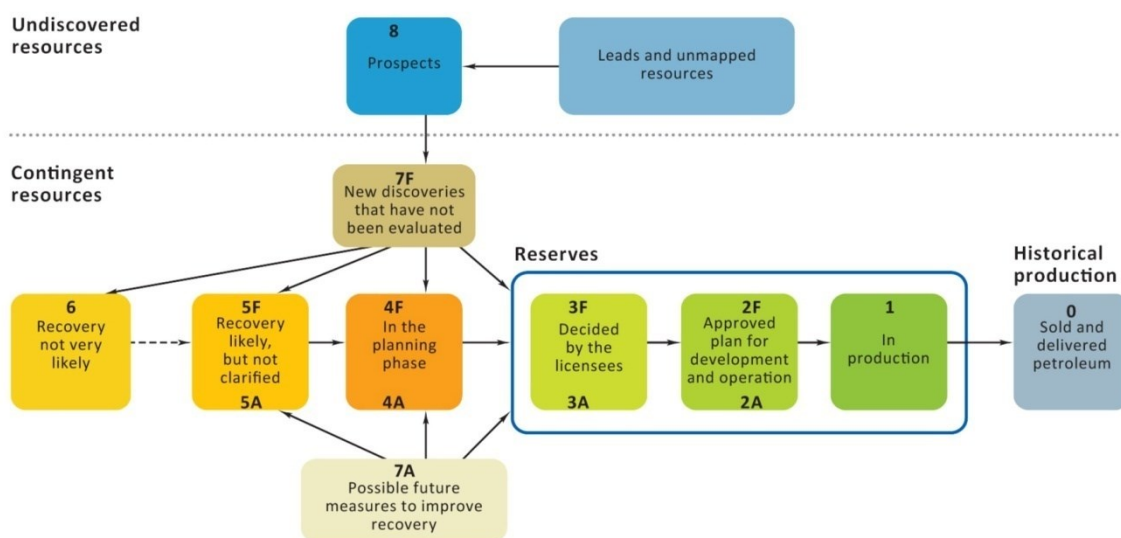 Undiscovered
resources
8
Prospects
Leads and unmapped
resources
Contingent
resources
7F
New discoveries
that have not
been evaluated
Reserves
Historical
production
6
Recovery
not very
likely
5F
Recovery
likely,
but not
clarified
5A
4F
In the
planning
phase
4A
3F
Decided
by the
licensees
3A
2F
Approved
plan for
development
and operation
2A
1
In
production
0
Sold and
delivered
petroleum
7A
Possible future
measures to improve
recovery